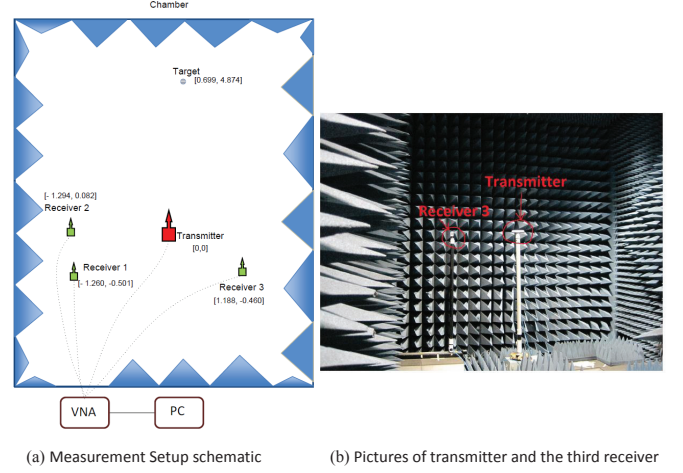 Chamber
Target
[0.699, 4.874]
[- 1.294, 0.082]
Receiver 2
Transmitter
[0,0]
Receiver 1
[- 1.260, -0.501]
Receiver 3
[1.188, -0.460]
VNA
PC
(a) Measurement Setup schematic
Transmitter
Receiver 3
(b) Pictures of transmitter and the third receiver